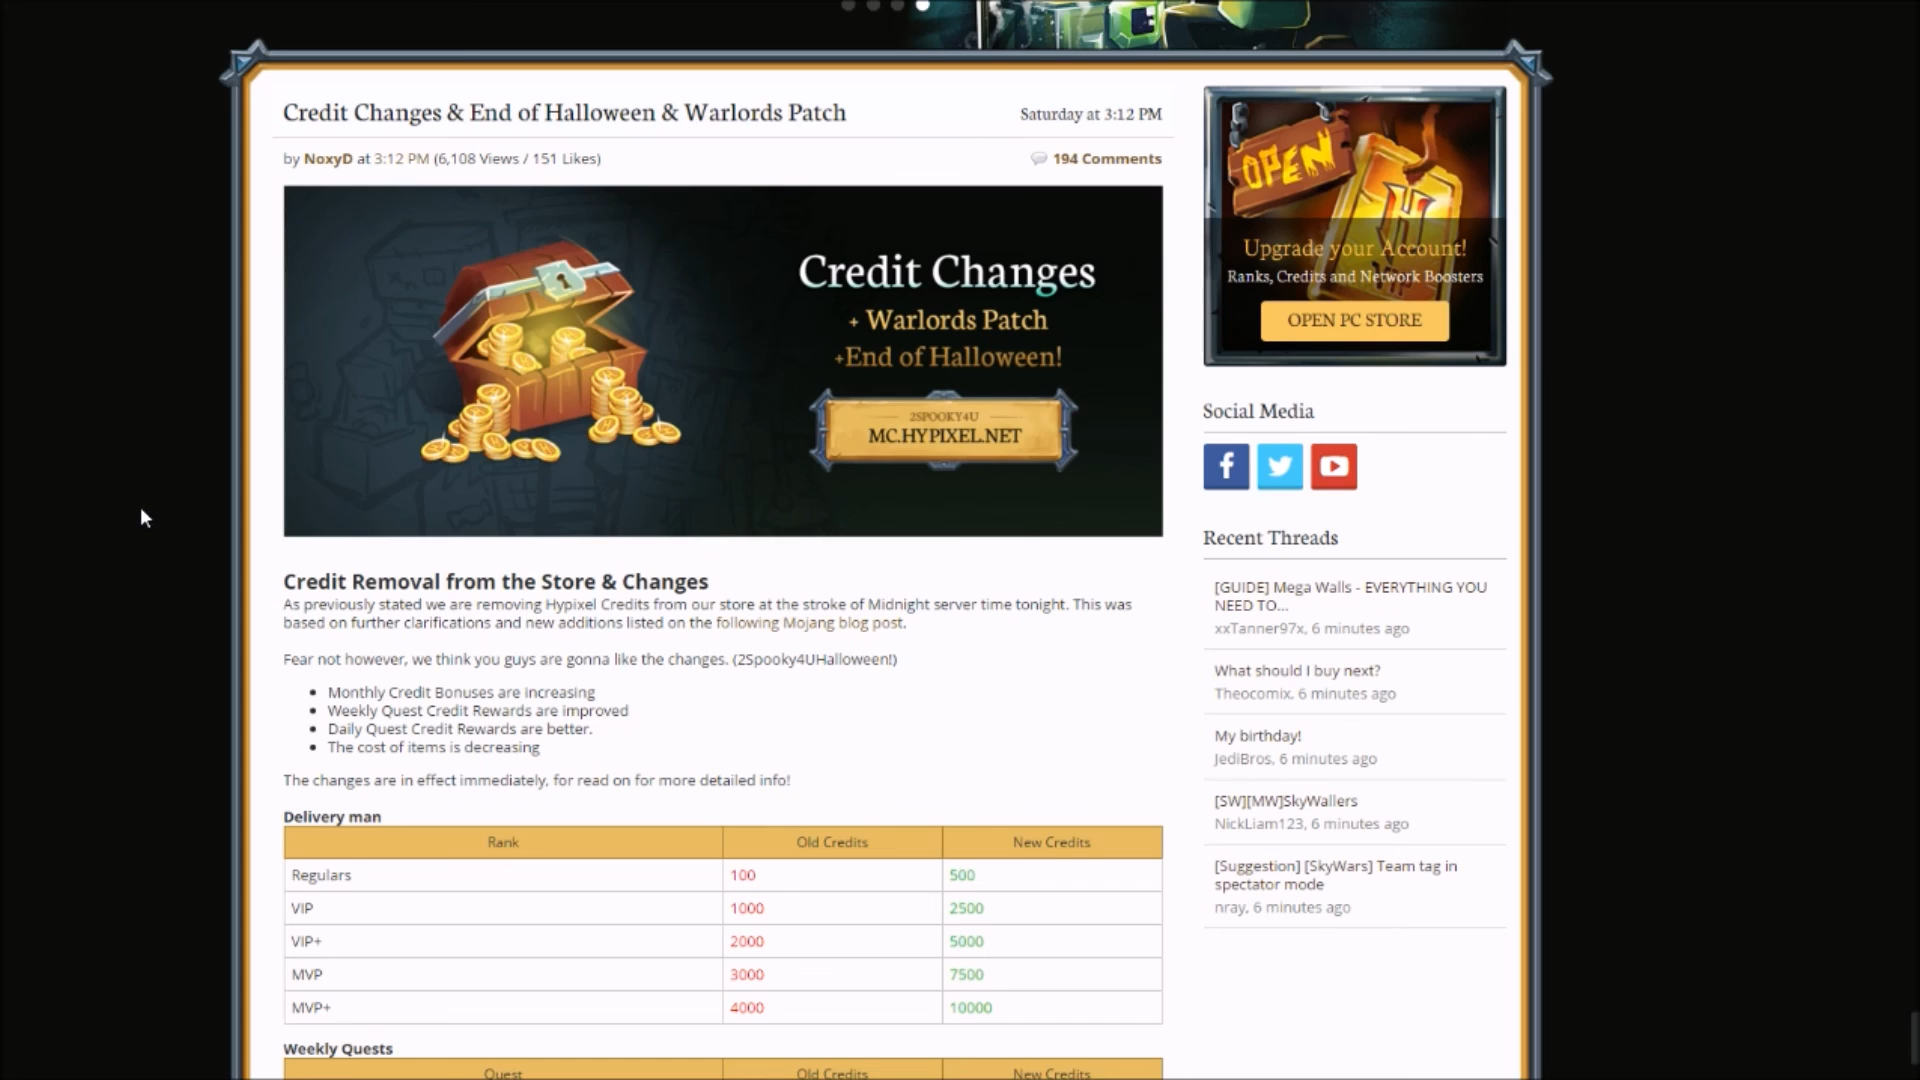 Credit Changes & End of Halloween & Warlords Patch
Saturday at 3:12 PM
by NoxyD at 3:12 PM (6,108 Views / 151 Likes)
194 Comments
Credit Changes
+ Warlords Patch
+End of Halloween!
2SPOOKY4U
MC.HYPIXEL.NET
Credit Removal from the Store & Changes
As previously stated we are removing Hypixel Credits from our store at the stroke of Midnight server time tonight. This was
based on further clarifications and new additions listed on the following Mojang blog post.
Fear not however, we think you guys are gonna like the changes. (2Spooky4UHalloween!)
Monthly Credit Bonuses are increasing
Weekly Quest Credit Rewards are improved
Daily Quest Credit Rewards are better.
The cost of items is decreasing
The changes are in effect immediately, for read on for more detailed info!
Delivery man
Rank Old Credits New Credits
Regulars 100 500
VIP 1000 2500
VIP+ 2000 5000
MVP 3000 7500
MVP+ 4000 10000
Weekly Quests
Quest Old Credits New Credits
OPEN
H
VIP
Upgrade your Account!
Ranks, Credits and Network Boosters
OPEN PC STORE
Social Media
Recent Threads
[GUIDE] Mega Walls - EVERYTHING YOU
NEED TO...
xxTanner97x, 6 minutes ago
What should I buy next?
Theocomix, 6 minutes ago
My birthday!
JediBros, 6 minutes ago
[SW][MW]SkyWallers
NickLiam123, 6 minutes ago
[Suggestion] [SkyWars] Team tag in
spectator mode
nray, 6 minutes ago